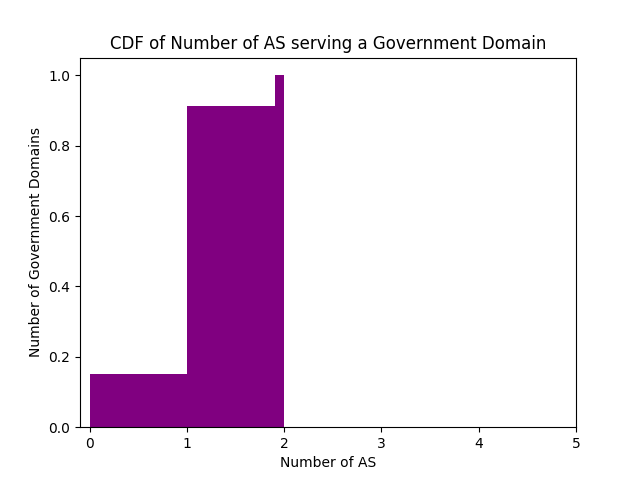 CDF of Number of AS serving a Government Domain
1.0
0.8
0.6
0.4
0.2
0.0
Number of Government Domains
0 1 2 3 4 5
Number of AS